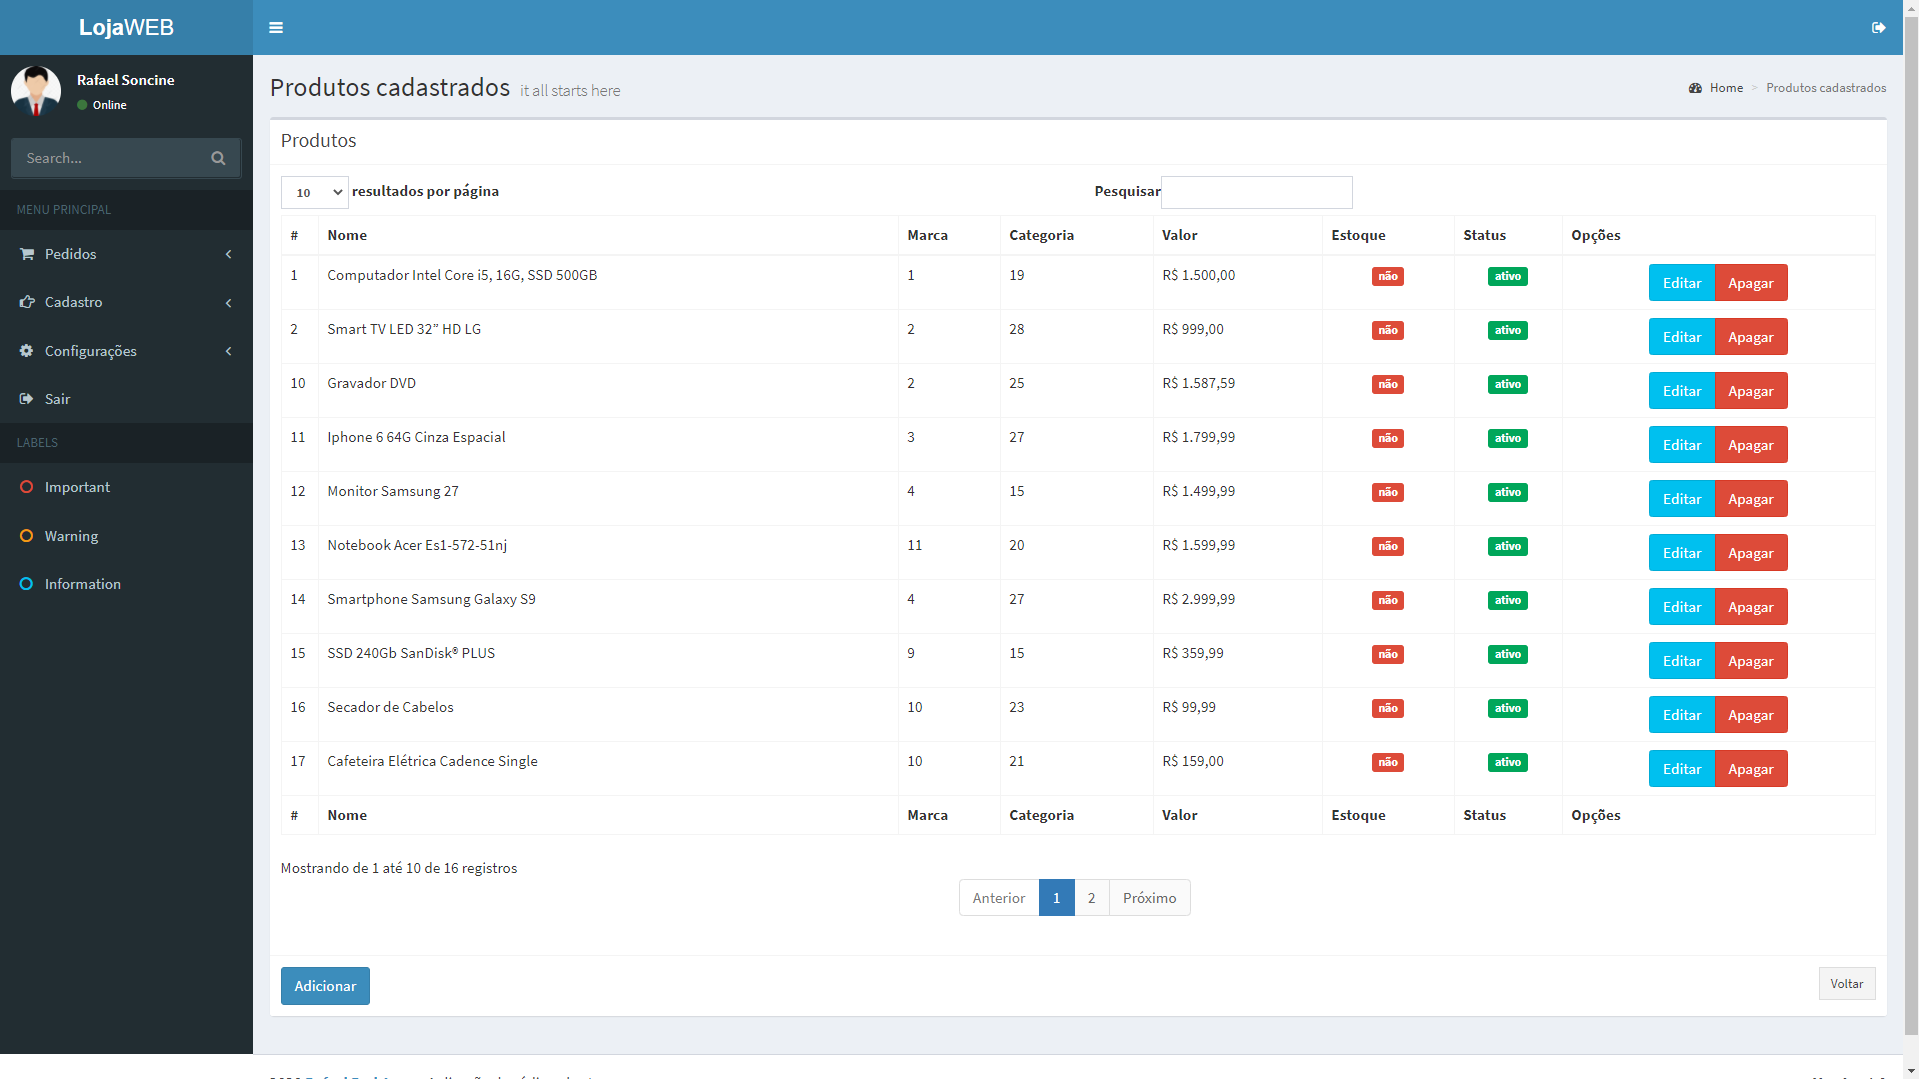 LojaWEB
Rafael Soncine
Online
Search...
MENU PRINCIPAL
Pedidos
Cadastro
Configurações
Sair
LABELS
Important
Warning
Information
Produtos cadastrados it all starts here
Home > Produtos cadastrados
Produtos
10 resultados por página
Pesquisar
# Nome Marca Categoria Valor Estoque Status Opções
1 Computador Intel Core i5, 16G, SSD 500GB 1 19 R$ 1.500,00 não ativo Editar Apagar
2 Smart TV LED 32” HD LG 2 28 R$ 999,00 não ativo Editar Apagar
10 Gravador DVD 2 25 R$ 1.587,59 não ativo Editar Apagar
11 Iphone 6 64G Cinza Espacial 3 27 R$ 1.799,99 não ativo Editar Apagar
12 Monitor Samsung 27 4 15 R$ 1.499,99 não ativo Editar Apagar
13 Notebook Acer Es1-572-51nj 11 20 R$ 1.599,99 não ativo Editar Apagar
14 Smartphone Samsung Galaxy S9 4 27 R$ 2.999,99 não ativo Editar Apagar
15 SSD 240Gb SanDisk® PLUS 9 15 R$ 359,99 não ativo Editar Apagar
16 Secador de Cabelos 10 23 R$ 99,99 não ativo Editar Apagar
17 Cafeteira Elétrica Cadence Single 10 21 R$ 159,00 não ativo Editar Apagar
# Nome Marca Categoria Valor Estoque Status Opções
Mostrando de 1 até 10 de 16 registros
Anterior 1 2 Próximo
Adicionar
Voltar